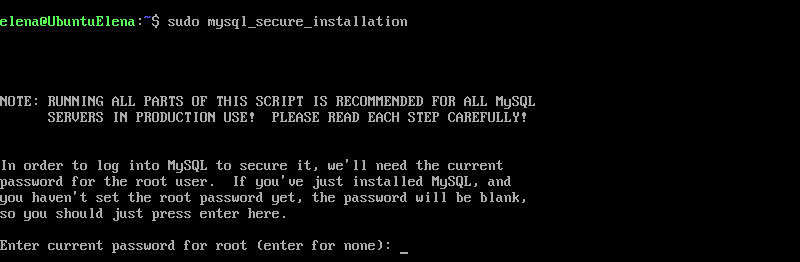 elena@UbuntuElena:~$ sudo mysql_secure_installation
NOTE: RUNNING ALL PARTS OF THIS SCRIPT IS RECOMMENDED FOR ALL MySQL
SERVERS IN PRODUCTION USE!  PLEASE READ EACH STEP CAREFULLY!
In order to log into MySQL to secure it, we'll need the current
password for the root user.  If you've just installed MySQL, and
you haven't set the root password yet, the password will be blank,
so you should just press enter here.
Enter current password for root (enter for none): _